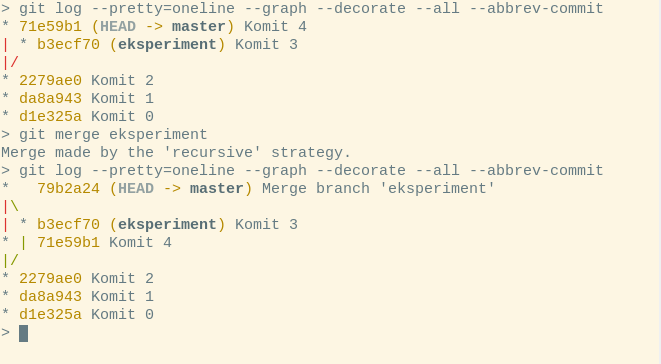 > git log --pretty=oneline --graph --decorate --all --abbrev-commit
* 71e59b1 (HEAD -> master) Komit 4
| * b3ecf70 (eksperiment) Komit 3
|/
* 2279ae0 Komit 2
* da8a943 Komit 1
* d1e325a Komit 0
> git merge eksperiment
Merge made by the 'recursive' strategy.
> git log --pretty=oneline --graph --decorate --all --abbrev-commit
*   79b2a24 (HEAD -> master) Merge branch 'eksperiment'
|\
| * b3ecf70 (eksperiment) Komit 3
* | 71e59b1 Komit 4
|/
* 2279ae0 Komit 2
* da8a943 Komit 1
* d1e325a Komit 0
>